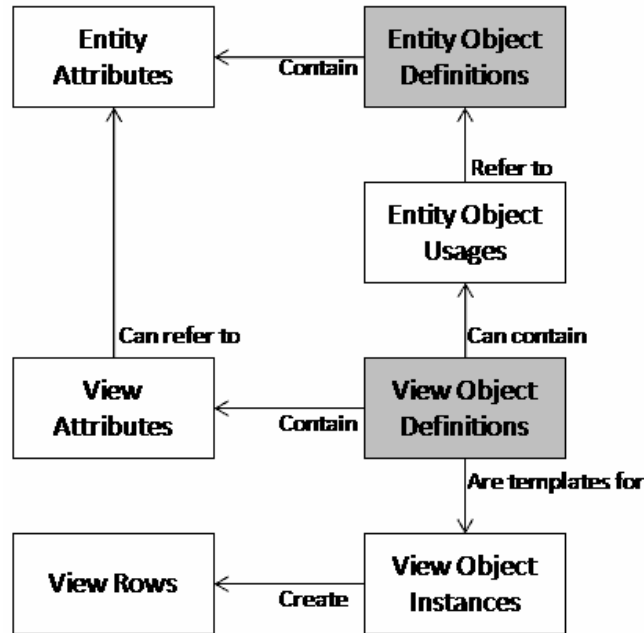 Entity
Attributes
Contain
Entity Object
Definitions
Refer to
Entity Object
Usages
Can refer to
Can contain
View
Attributes
Contain
View Object
Definitions
Are templates for
View Rows
Create
View Object
Instances